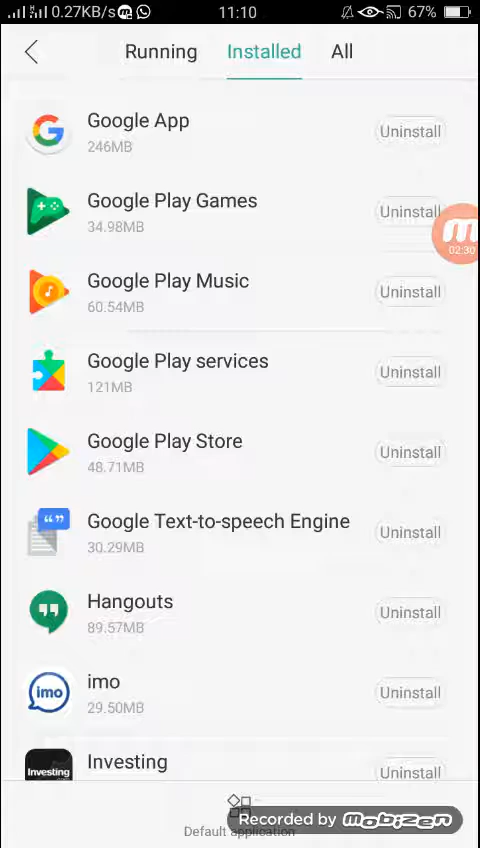 0.27KB/s 11:10 67%
Running Installed All
Google App
246MB
Uninstall
Google Play Games
34.98MB
Uninstall
02:30
Google Play Music
60.54MB
Uninstall
Google Play services
121MB
Uninstall
Google Play Store
48.71MB
Uninstall
Google Text-to-speech Engine
30.29MB
Uninstall
Hangouts
89.57MB
Uninstall
imo
imo
29.50MB
Uninstall
Investing
Investing
Uninstall
Recorded by mobizen
Default application